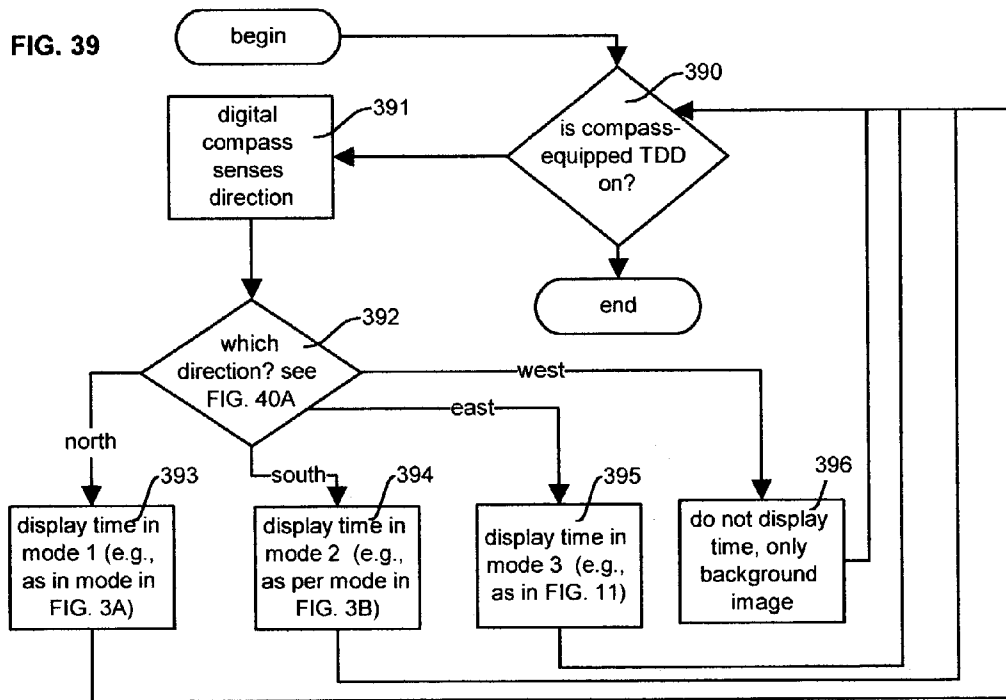 FIG. 39
begin
390
is compass-
equipped TDD
on?
391
digital
compass
senses
direction
end
392
which
direction? see
FIG. 40A
west
east
north
south
393
display time in
mode 1 (e.g.,
as in mode in
FIG. 3A)
394
display time in
mode 2 (e.g.,
as per mode in
FIG. 3B)
395
display time in
mode 3 (e.g.,
as in FIG. 11)
396
do not display
time, only
background
image